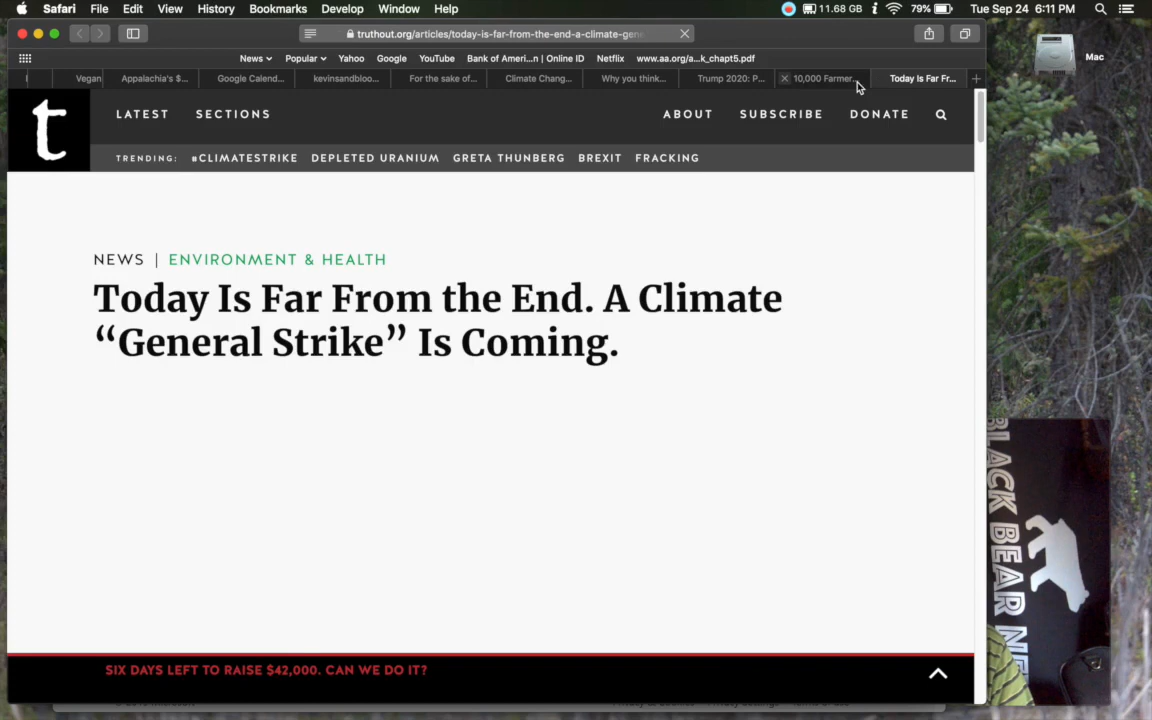 Safari File Edit View History Bookmarks Develop Window Help 11.68 GB 79% Tue Sep 24 6:11 PM
truthout.org/articles/today-is-far-from-the-end-a-climate-gene
News Popular Yahoo Google YouTube Bank of Ameri...n | Online ID Netflix www.aa.org/a...k_chapt5.pdf
Vegan Appalachia's $... Google Calend... kevinsandbloo... For the sake of... Climate Chang... Why you think... Trump 2020: P... 10,000 Farmer... Today Is Far Fr...
Mac
t
LATEST SECTIONS ABOUT SUBSCRIBE DONATE
TRENDING: #CLIMATESTRIKE DEPLETED URANIUM GRETA THUNBERG BREXIT FRACKING
NEWS | ENVIRONMENT & HEALTH
Today Is Far From the End. A Climate
“General Strike” Is Coming.
BLACK BEAR NE
SIX DAYS LEFT TO RAISE $42,000. CAN WE DO IT?